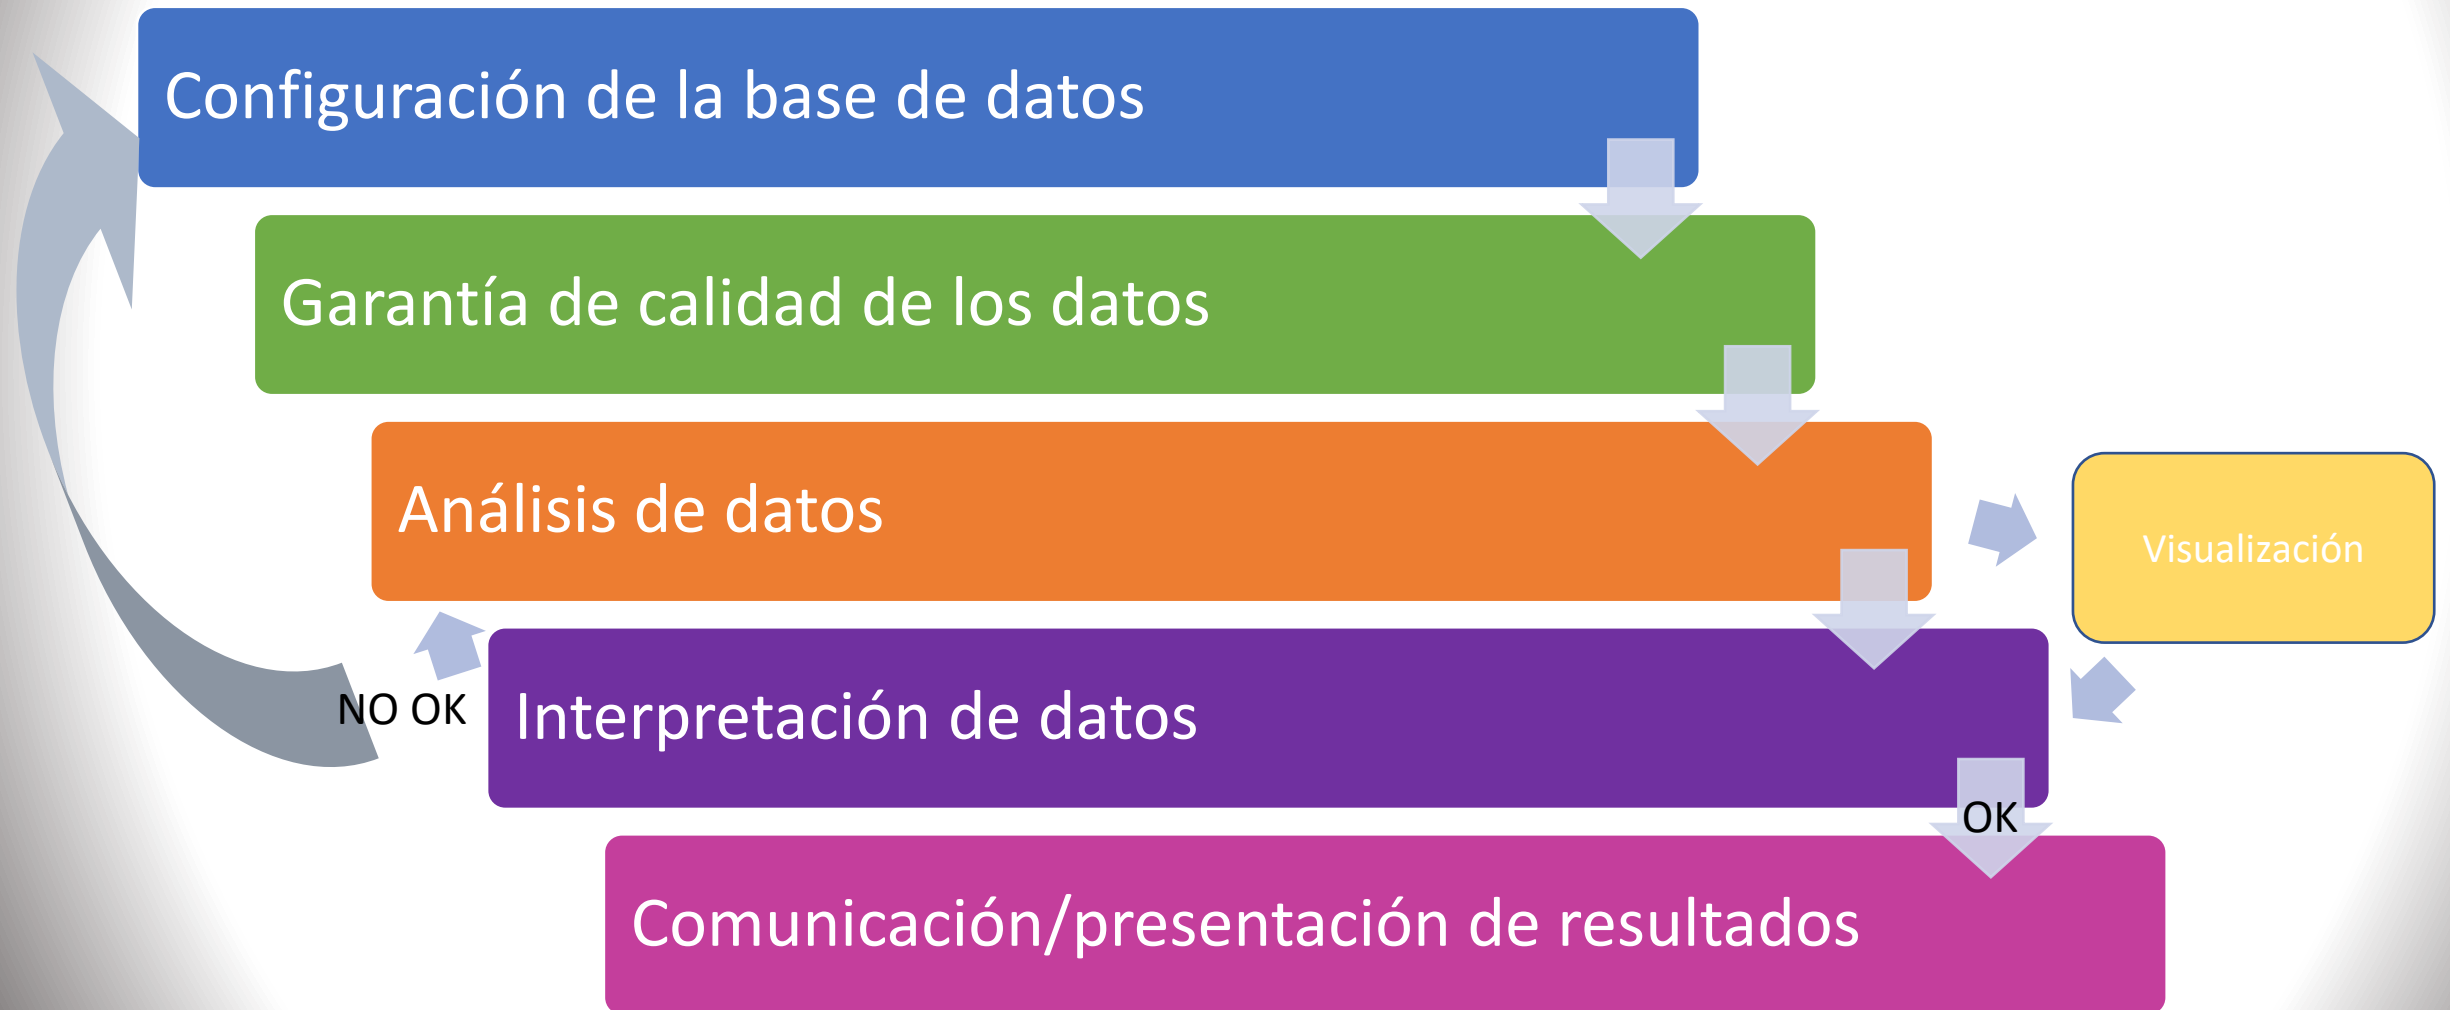 Configuración de la base de datos
Garantía de calidad de los datos
Análisis de datos
Visualización
NO OK
Interpretación de datos
OK
Comunicación/presentación de resultados